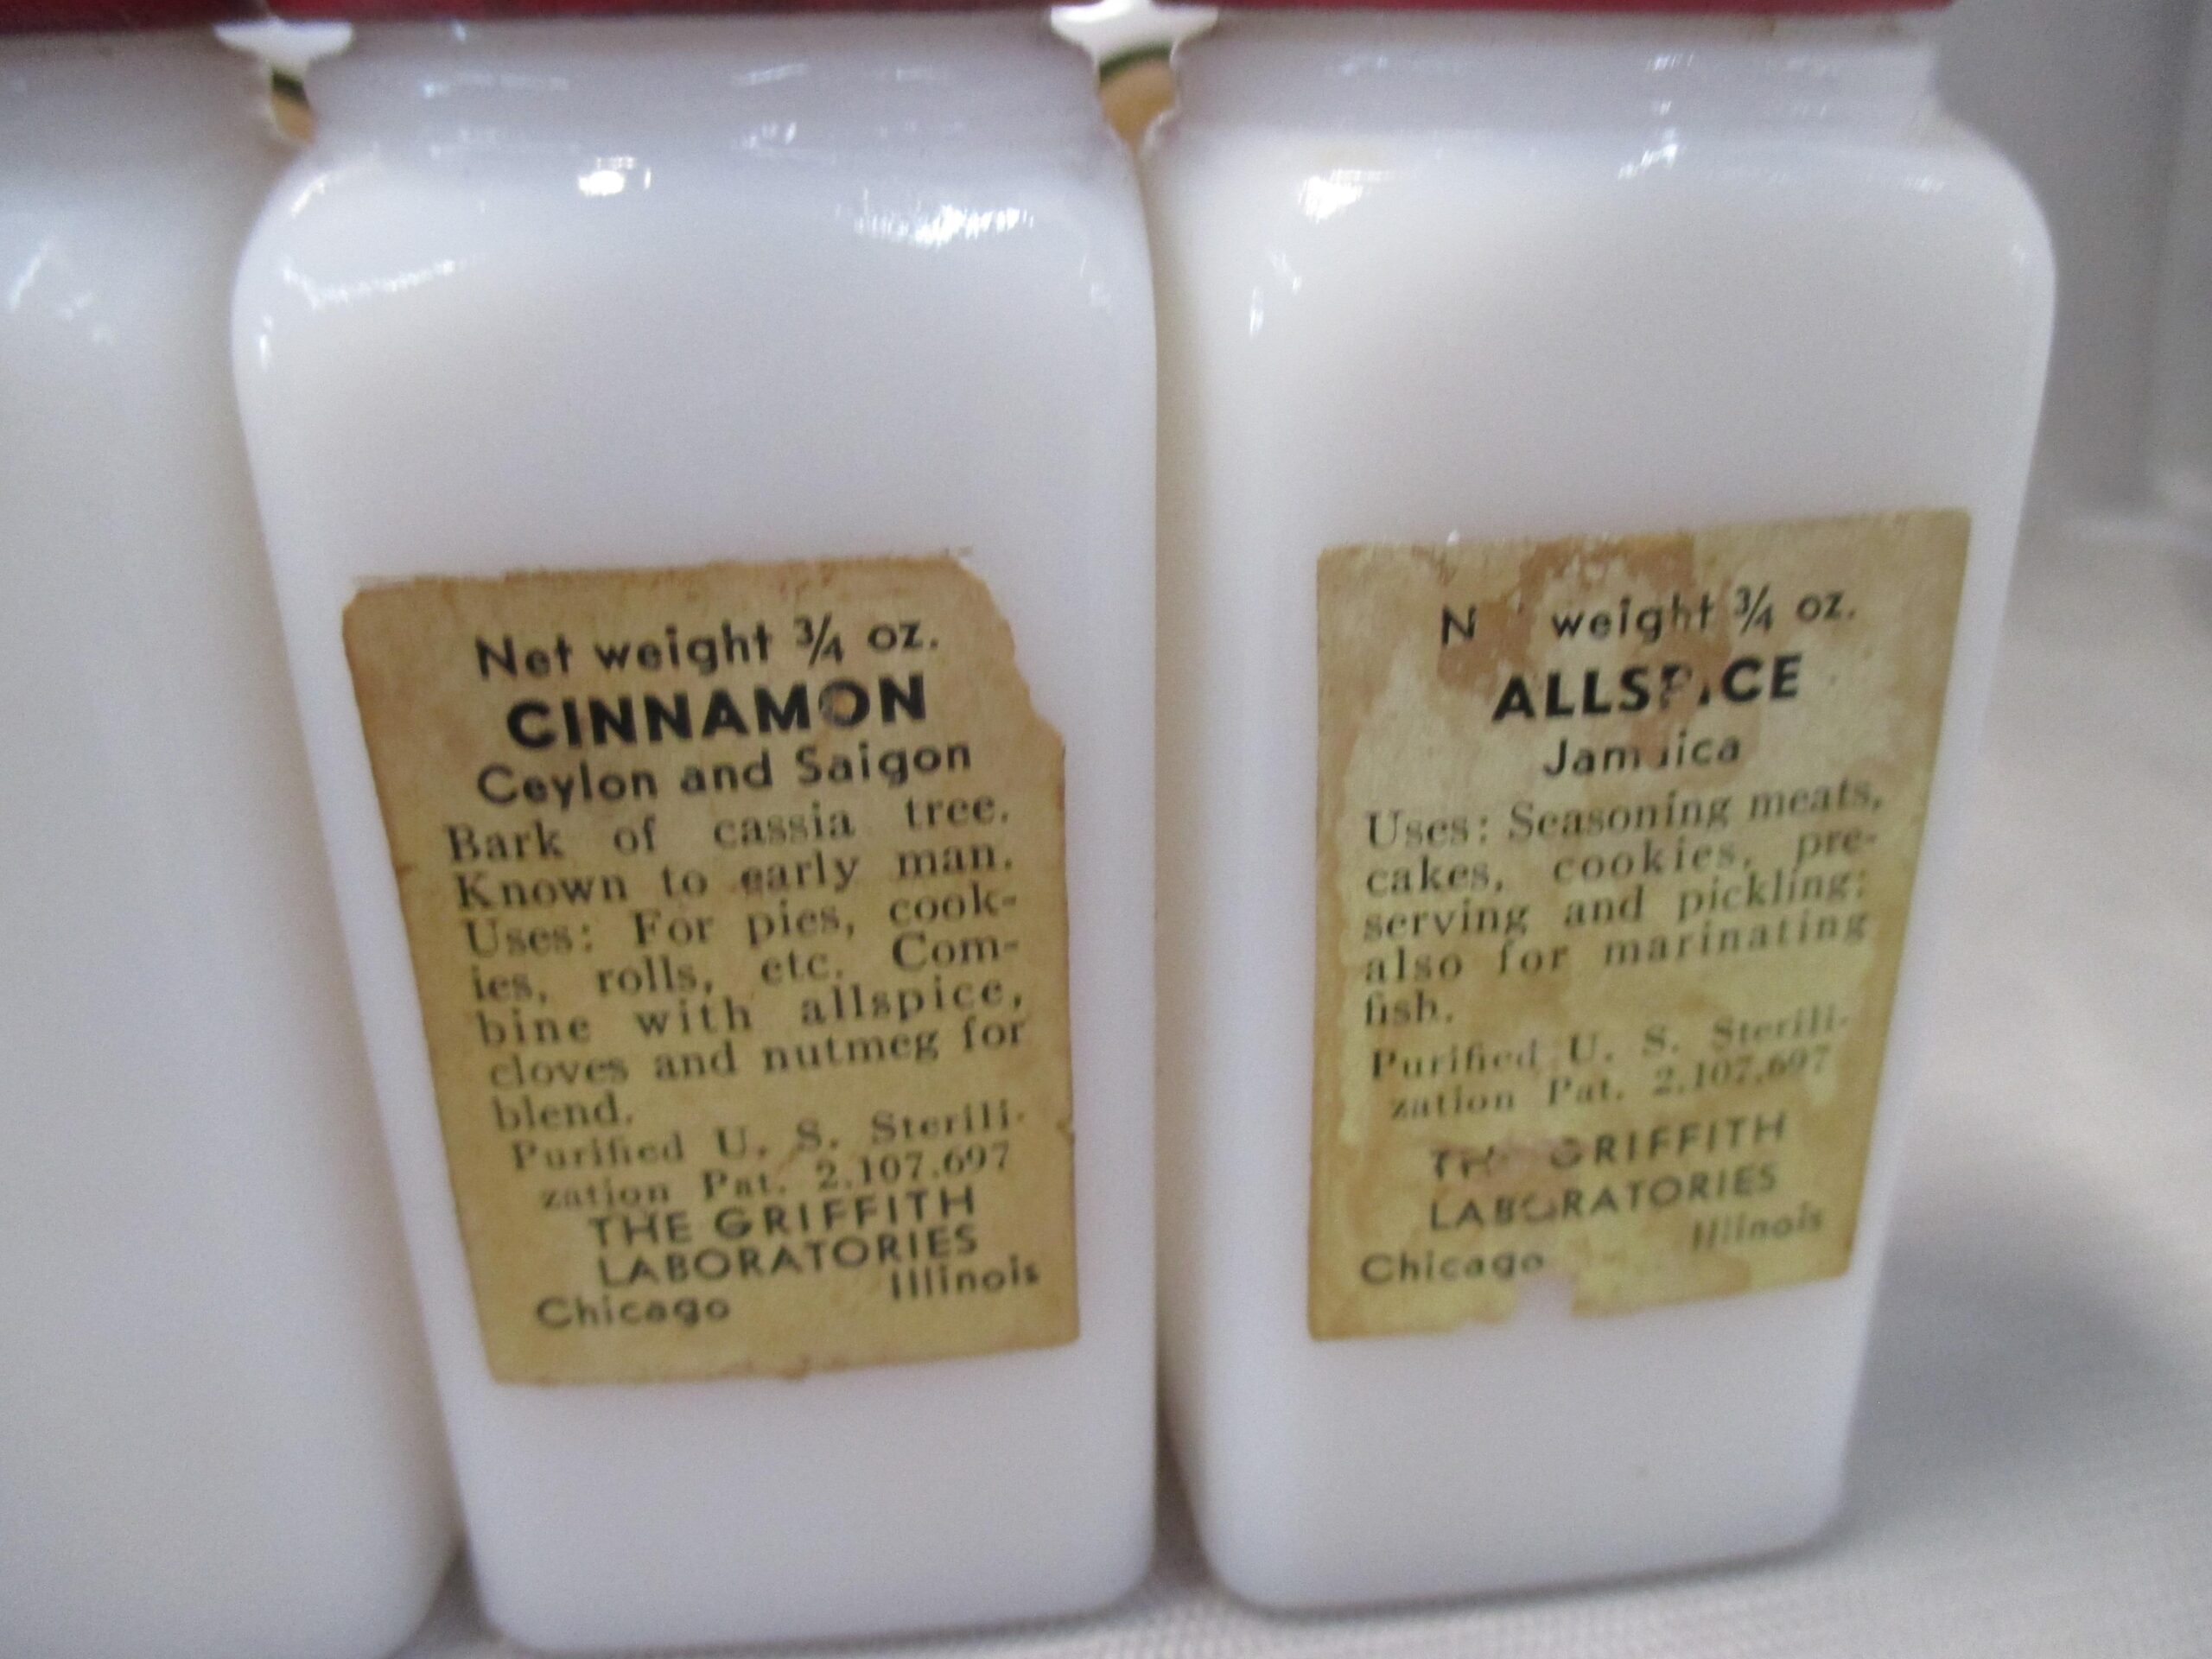 Net weight ¾ oz.
CINNAMON
Ceylon and Saigon
Bark of cassia tree.
Known to early man.
Uses: For pies, cook-
ies, rolls, etc. Com-
bine with allspice,
cloves and nutmeg for
blend.
Purified U. S. Sterili-
zation Pat. 2,107,697
THE GRIFFITH
LABORATORIES
Chicago Illinois
weight ¾ oz.
ALLSPICE
Jamaica
Uses: Seasoning meats,
cakes, cookies, pre-
serving and pickling;
also for marinating
fish.
Purified U. S. Sterili-
zation Pat. 2,107,697
THE GRIFFITH
LABORATORIES
Chicago Illinois